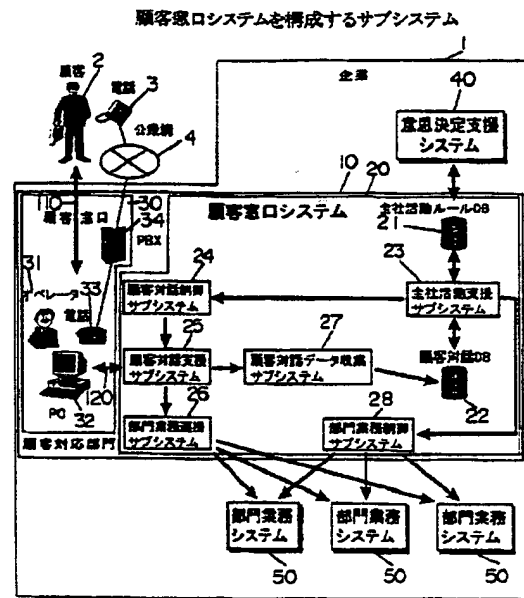 顧客窓口システムを構成するサブシステム
1
企業
顧客
2
電話
3
公衆網
4
40
意思決定支援
システム
10
20
110
30
顧客窓口
34
PBX
顧客窓口システム
主社活動ルールDB
21
31
オペレータ
33
電話
24
顧客対話制御
サブシステム
23
主社活動支援
サブシステム
25
顧客対話支援
サブシステム
27
顧客対話データ収集
サブシステム
顧客対話DB
22
120
PC
32
26
部門業務連携
サブシステム
28
部門業務制御
サブシステム
顧客対応部門
部門業務
システム
部門業務
システム
部門業務
システム
50
50
50